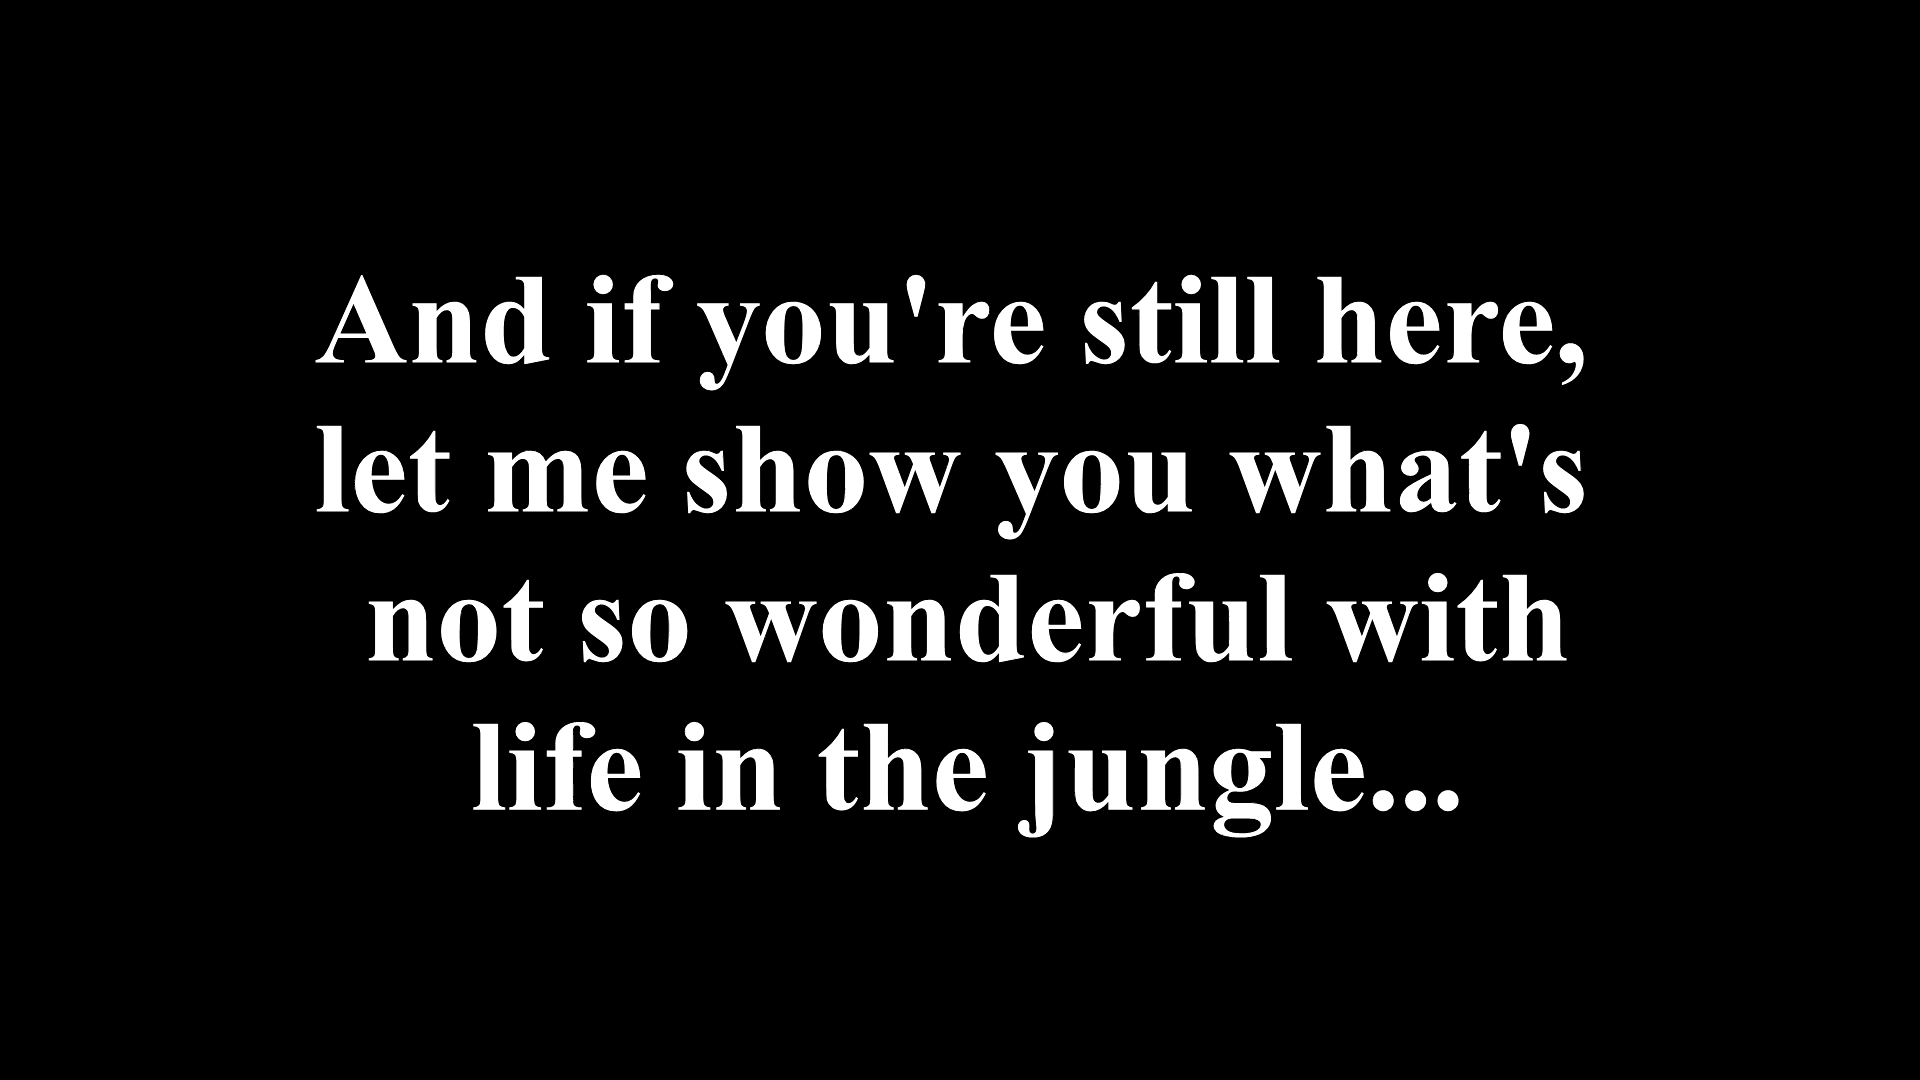 And if you're still here,
let me show you what's
not so wonderful with
life in the jungle...